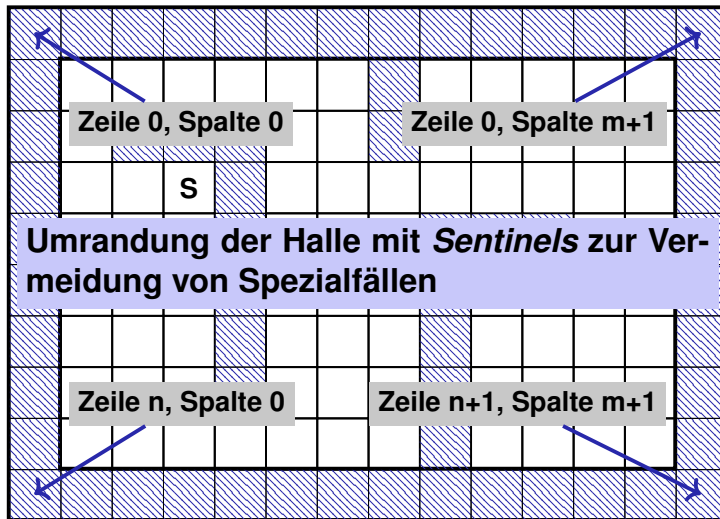 Zeile 0, Spalte 0
Zeile 0, Spalte m+1
S
Umrandung der Halle mit Sentinels zur Ver-
meidung von Spezialfällen
Zeile n, Spalte 0
Zeile n+1, Spalte m+1